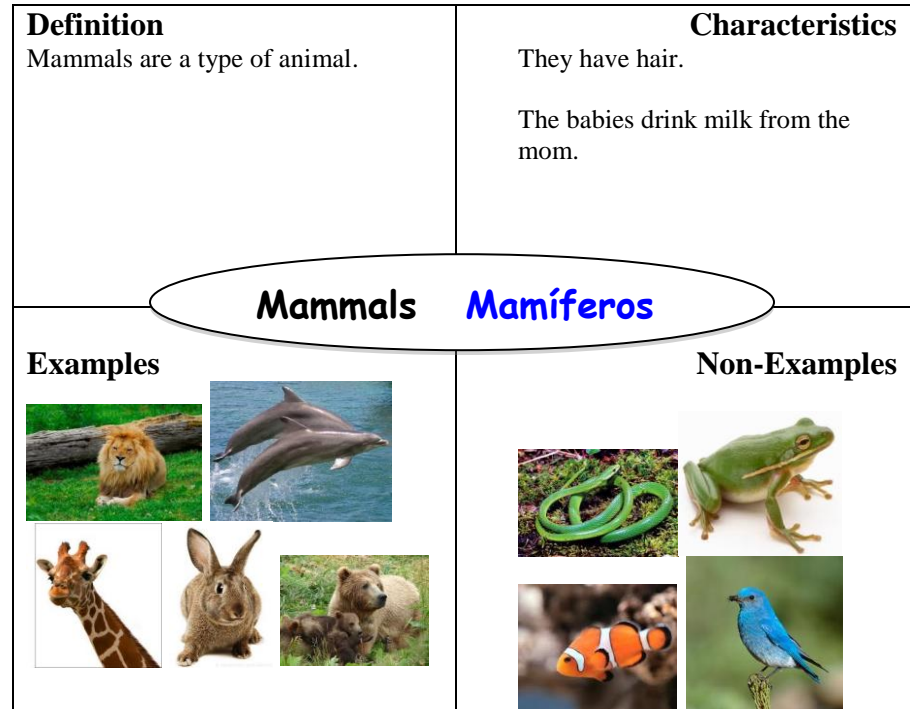 Definition
Mammals are a type of animal.
Characteristics
They have hair.
The babies drink milk from the
mom.
Mammals Mamíferos
Examples
Non-Examples